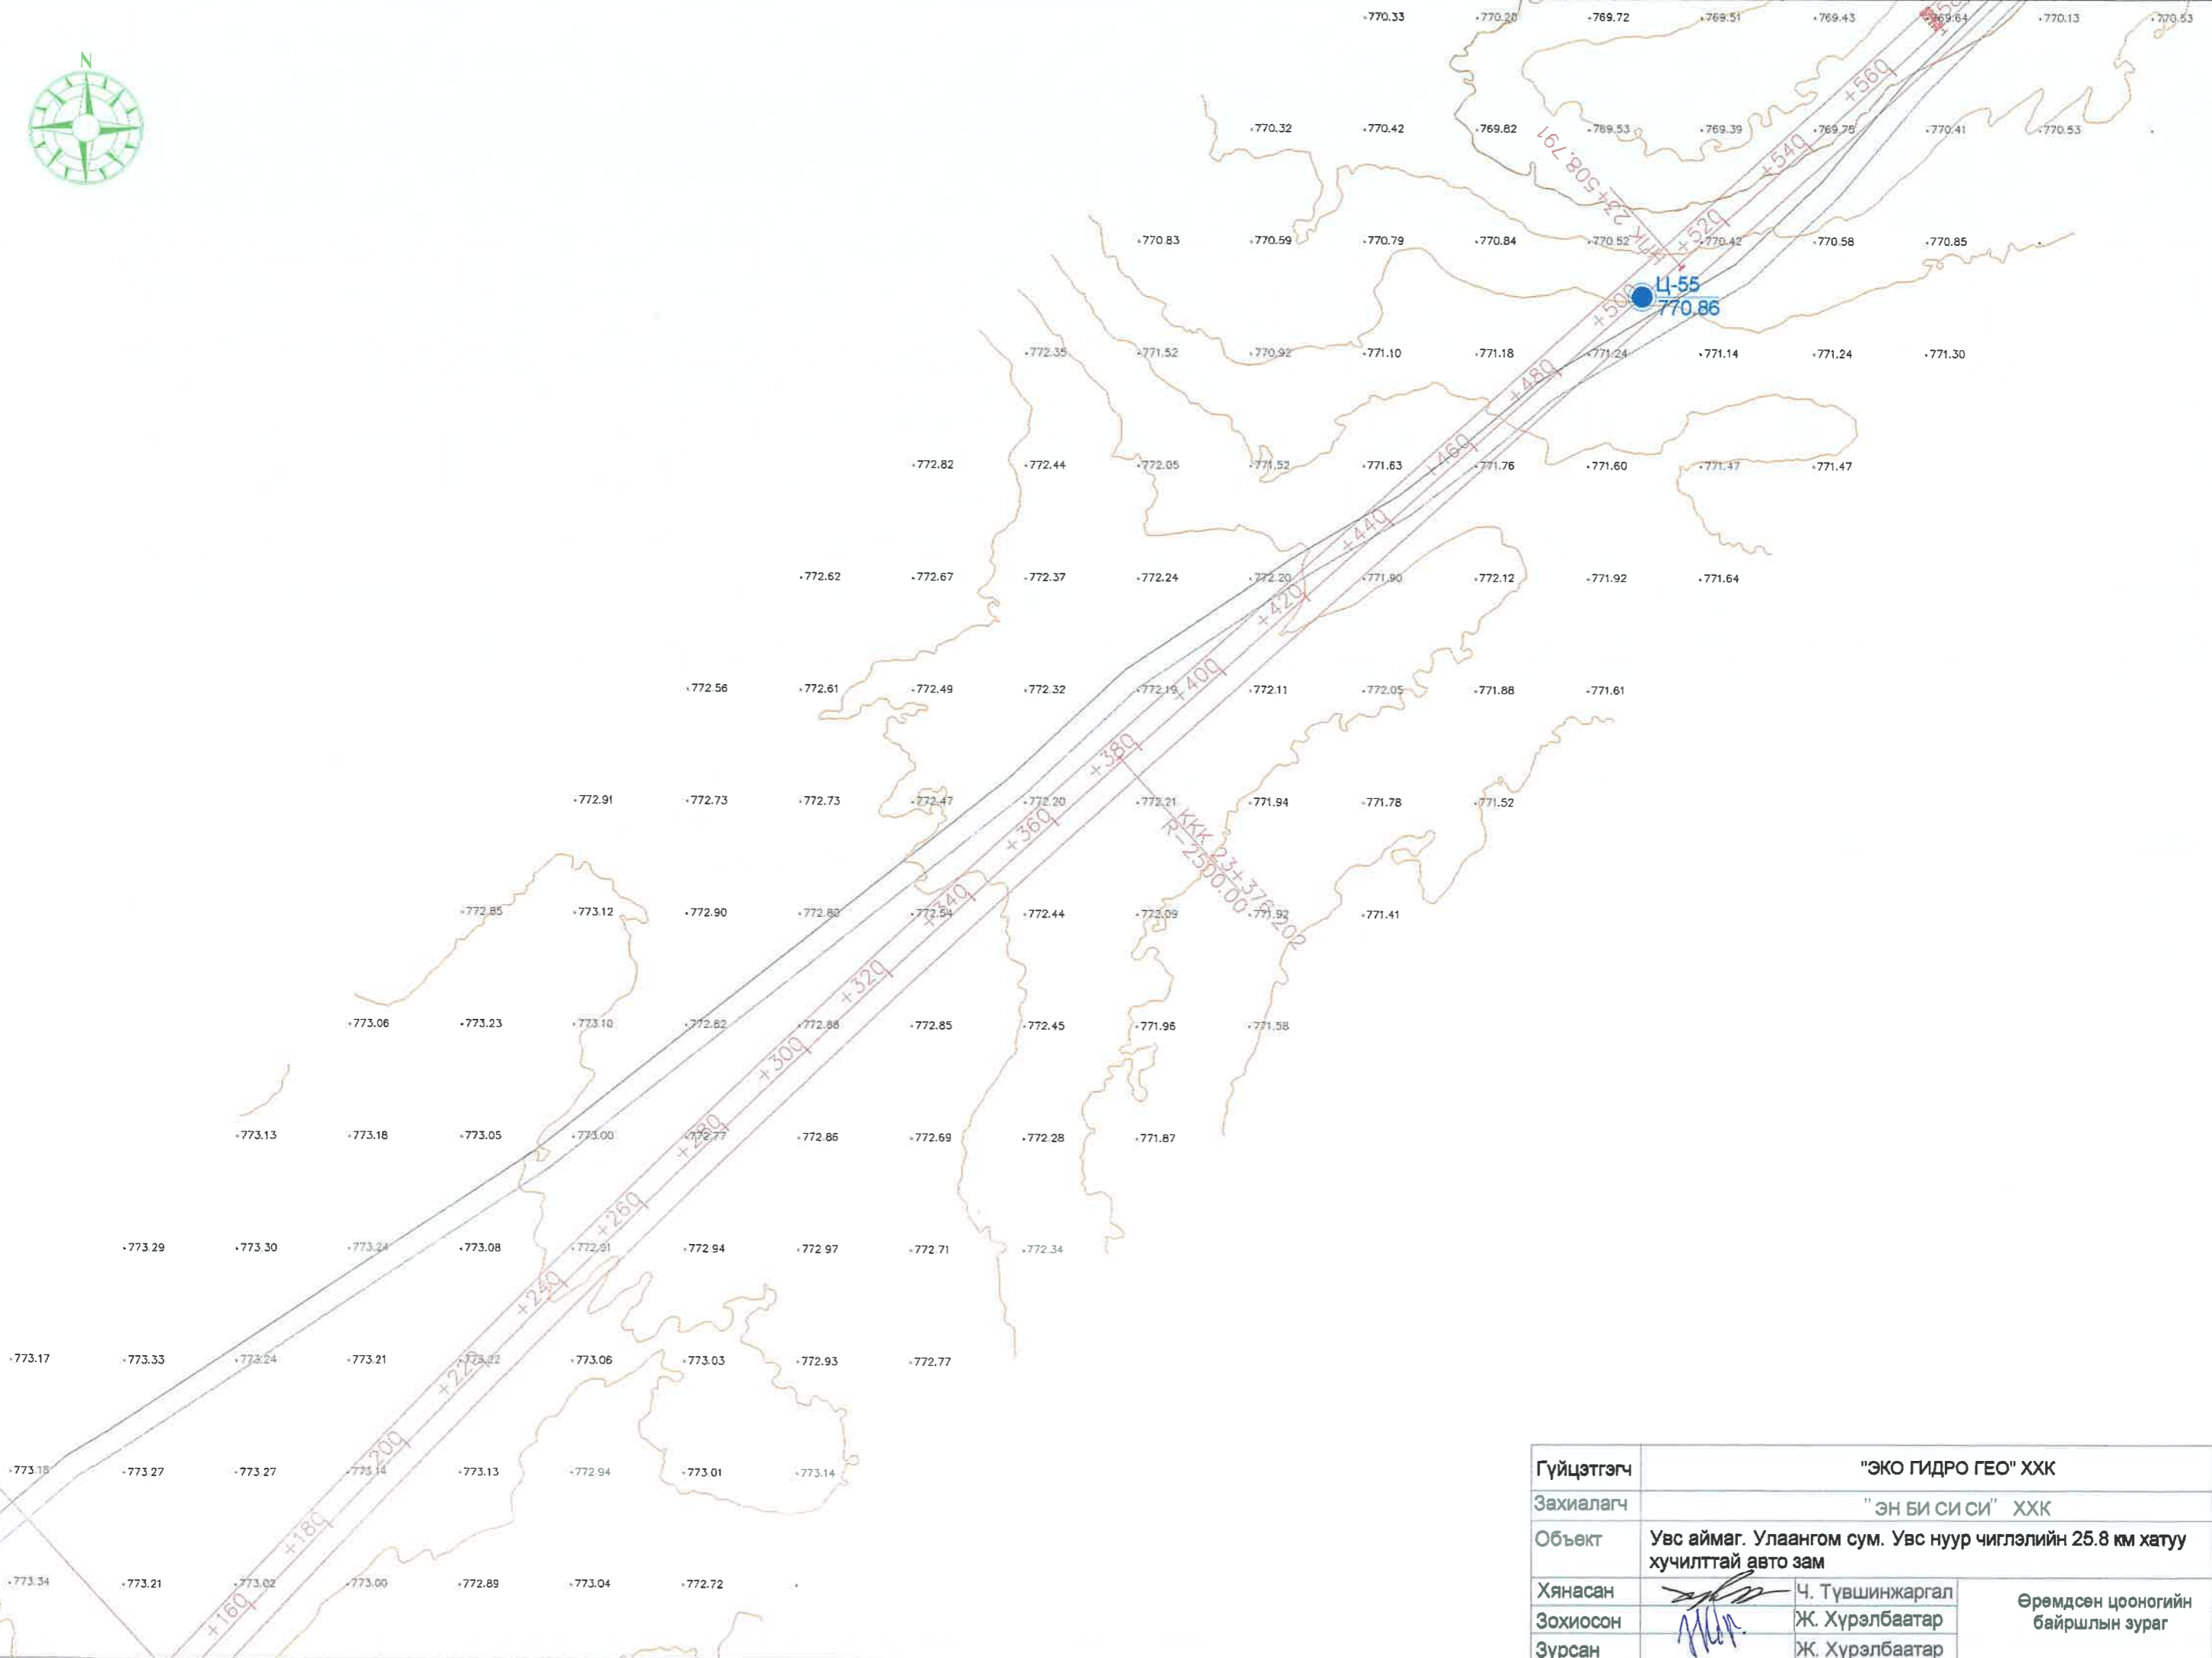 N
770.33 770.20 769.72 769.51 769.43 769.64 770.13 770.53
+560
770.32 770.42 769.82 769.53 769.39 769.75 770.41 770.53
+540
НПК 23+508.791
+520
770.83 770.59 770.79 770.84 770.52 770.42 770.58 770.85
Ц-55
770.86
+500
772.35 771.52 770.92 771.10 771.18 771.24 771.14 771.24 771.30
+480
772.82 772.44 772.05 771.52 771.63 771.76 771.60 771.47 771.47
+460
+440
772.62 772.67 772.37 772.24 772.20 771.90 772.12 771.92 771.64
+420
772.56 772.61 772.49 772.32 772.19 772.11 772.05 771.88 771.61
+400
+380
772.91 772.73 772.73 772.47 772.20 772.21 771.94 771.78 771.52
+360
ККК 23+376.202
R-2500.00
772.85 773.12 772.90 772.80 772.54 772.44 772.09 771.92 771.41
+340
+320
773.06 773.23 773.10 772.82 772.88 772.85 772.45 771.96 771.58
+300
773.13 773.18 773.05 773.00 772.77 772.86 772.69 772.28 771.87
+280
+260
773.29 773.30 773.24 773.08 772.91 772.94 772.97 772.71 772.34
+240
773.17 773.33 773.24 773.21 773.22 773.06 773.03 772.93 772.77
+220
+200
773.18 773.27 773.27 773.14 773.13 772.94 773.01 773.14
+180
773.34 773.21 773.02 773.00 772.89 773.04 772.72
+160
Гүйцэтгэгч "ЭКО ГИДРО ГЕО" ХХК
Захиалагч "ЭН БИ СИ СИ" ХХК
Объект Увс аймаг. Улаангом сум. Увс нуур чиглэлийн 25.8 км хатуу
хучилттай авто зам
Хянасан Ч. Түвшинжаргал
Зохиосон Ж. Хүрэлбаатар
Зурсан Ж. Хүрэлбаатар
Өрөмдсөн цооногийн
байршлын зураг